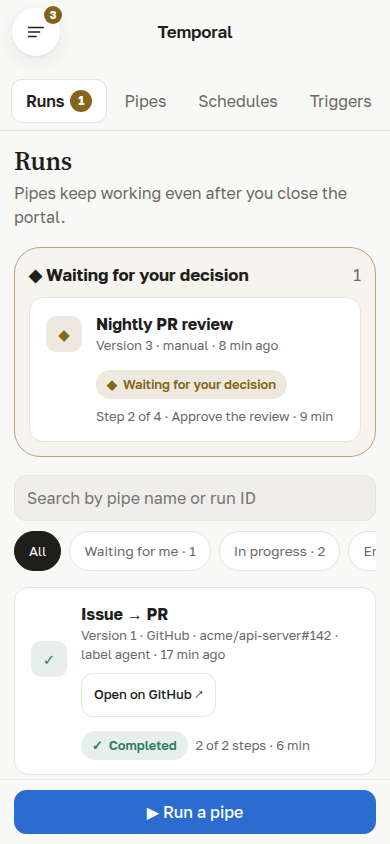 3
Temporal
Runs 1
Pipes
Schedules
Triggers
Runs
Pipes keep working even after you close the
portal.
◆ Waiting for your decision 1
◆
Nightly PR review
Version 3 · manual · 8 min ago
◆ Waiting for your decision
Step 2 of 4 · Approve the review · 9 min
Search by pipe name or run ID
All
Waiting for me · 1
In progress · 2
Er
Issue → PR
Version 1 · GitHub · acme/api-server#142 ·
label agent · 17 min ago
✓
Open on GitHub ↗
✓ Completed 2 of 2 steps · 6 min
▶ Run a pipe